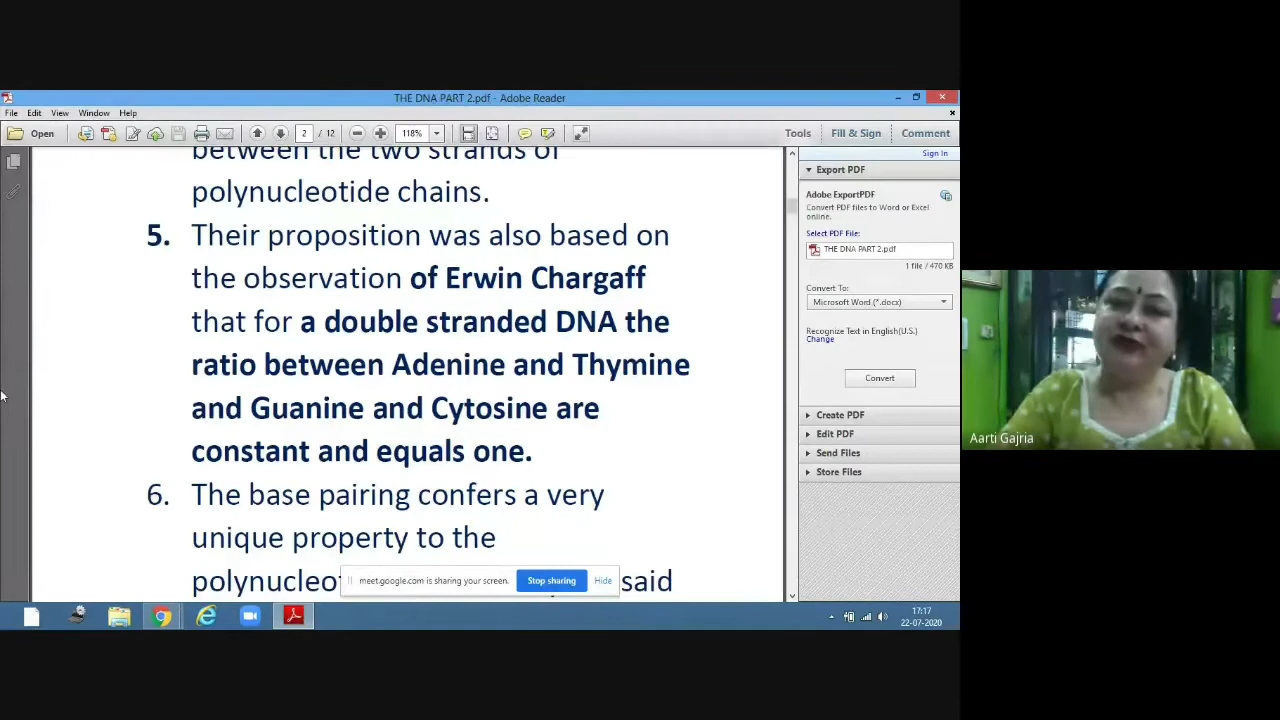 THE DNA PART 2.pdf - Adobe Reader
File Edit View Window Help
Open 2 / 12 118% Tools Fill & Sign Comment
between the two strands of
polynucleotide chains.
5. Their proposition was also based on
the observation of Erwin Chargaff
that for a double stranded DNA the
ratio between Adenine and Thymine
and Guanine and Cytosine are
constant and equals one.
6. The base pairing confers a very
unique property to the
polynucleot said
meet.google.com is sharing your screen. Stop sharing Hide
Sign In
Export PDF
Adobe ExportPDF
Convert PDF files to Word or Excel
online.
Select PDF File:
THE DNA PART 2.pdf
1 file / 470 KB
Convert To:
Microsoft Word (*.docx)
Recognize Text in English(U.S.)
Change
Convert
Create PDF
Edit PDF
Send Files
Store Files
17:17
22-07-2020
Aarti Gajria